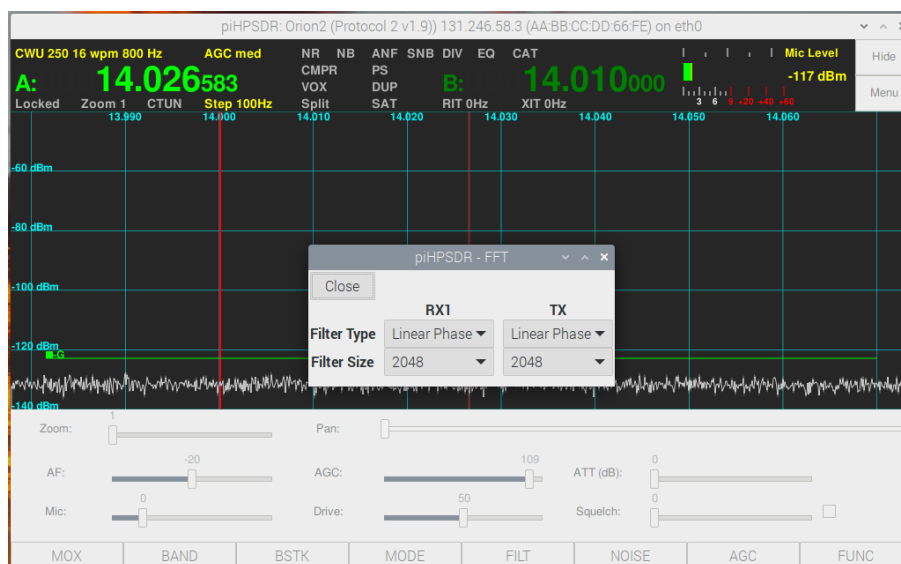 piHPSDR: Orion2 (Protocol 2 v1.9)) 131.246.58.3 (AA:BB:CC:DD:66:FE) on eth0
CWU 250 16 wpm 800 Hz AGC med NR NB ANF SNB DIV EQ CAT Mic Level Hide
CMPR PS
A: 14.026583 VOX DUP B: 14.010000 -117 dBm Menu
Locked Zoom 1 CTUN Step 100Hz Split SAT RIT 0Hz XIT 0Hz 3 6 9 +20 +40 +60
13.990 14.000 14.010 14.020 14.030 14.040 14.050 14.060
-60 dBm
-80 dBm
piHPSDR - FFT
Close
-100 dBm
RX1 TX
Filter Type Linear Phase Linear Phase
-120 dBm
-G
Filter Size 2048 2048
-140 dBm
Zoom: 1 Pan:
AF: -20 AGC: 109 ATT (dB): 0
Mic: 0 Drive: 50 Squelch: 0
MOX BAND BSTK MODE FILT NOISE AGC FUNC